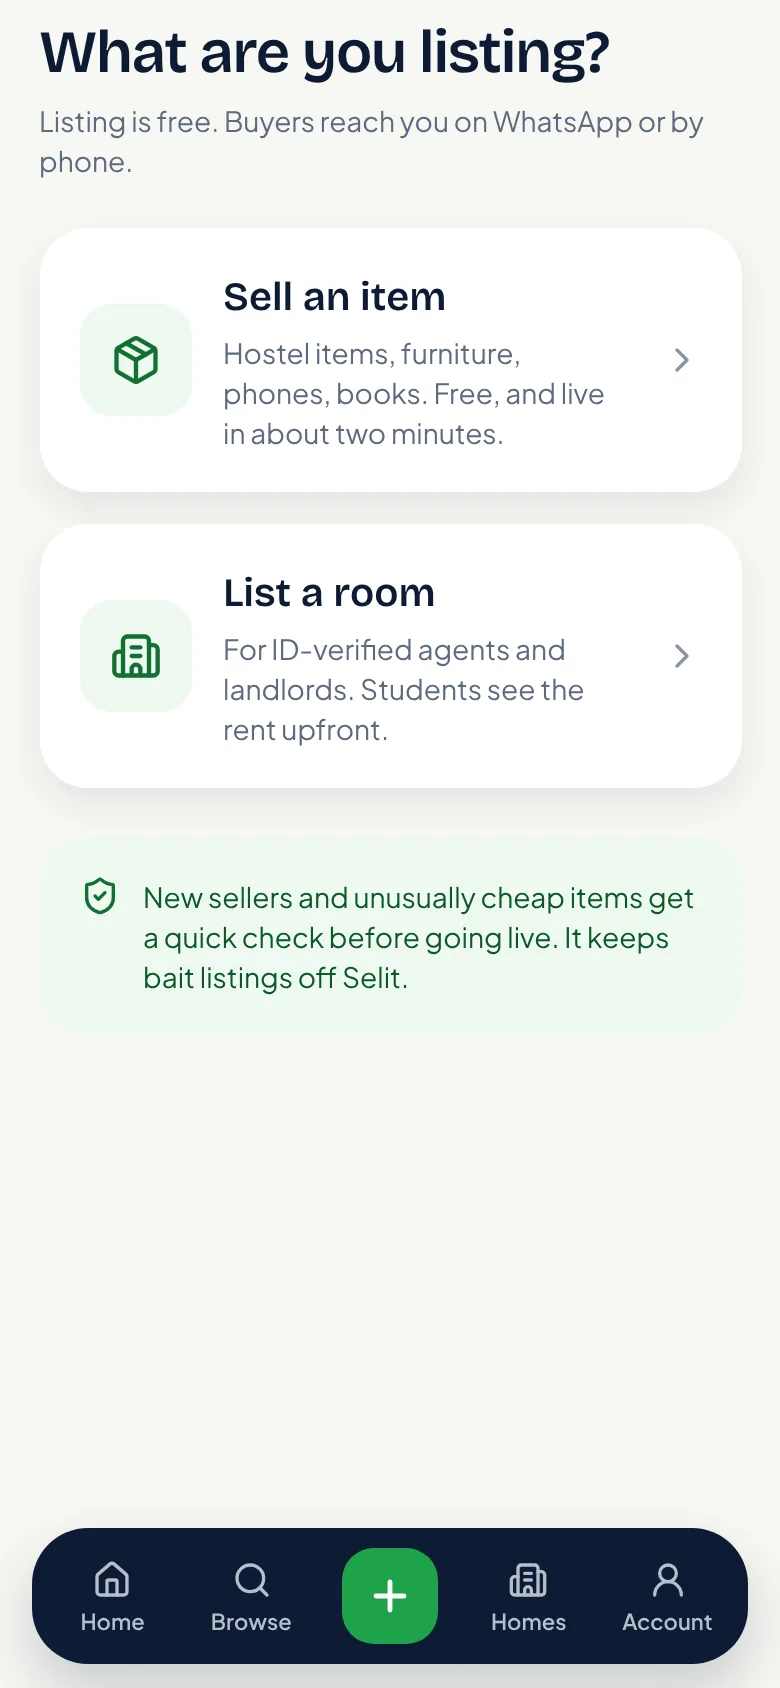 What are you listing?
Listing is free. Buyers reach you on WhatsApp or by
phone.
Sell an item
Hostel items, furniture,
phones, books. Free, and live
in about two minutes.
List a room
For ID-verified agents and
landlords. Students see the
rent upfront.
New sellers and unusually cheap items get
a quick check before going live. It keeps
bait listings off Selit.
Home
Browse
Homes
Account